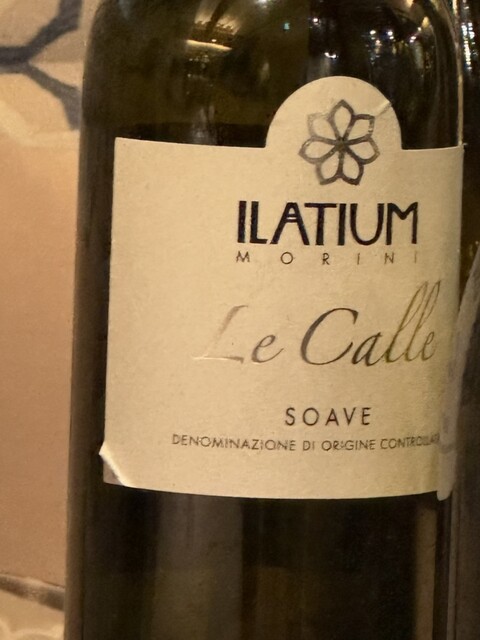 ILATIUM
MORINI
Le Calle
SOAVE
DENOMINAZIONE DI ORIGINE CONTROLLATA